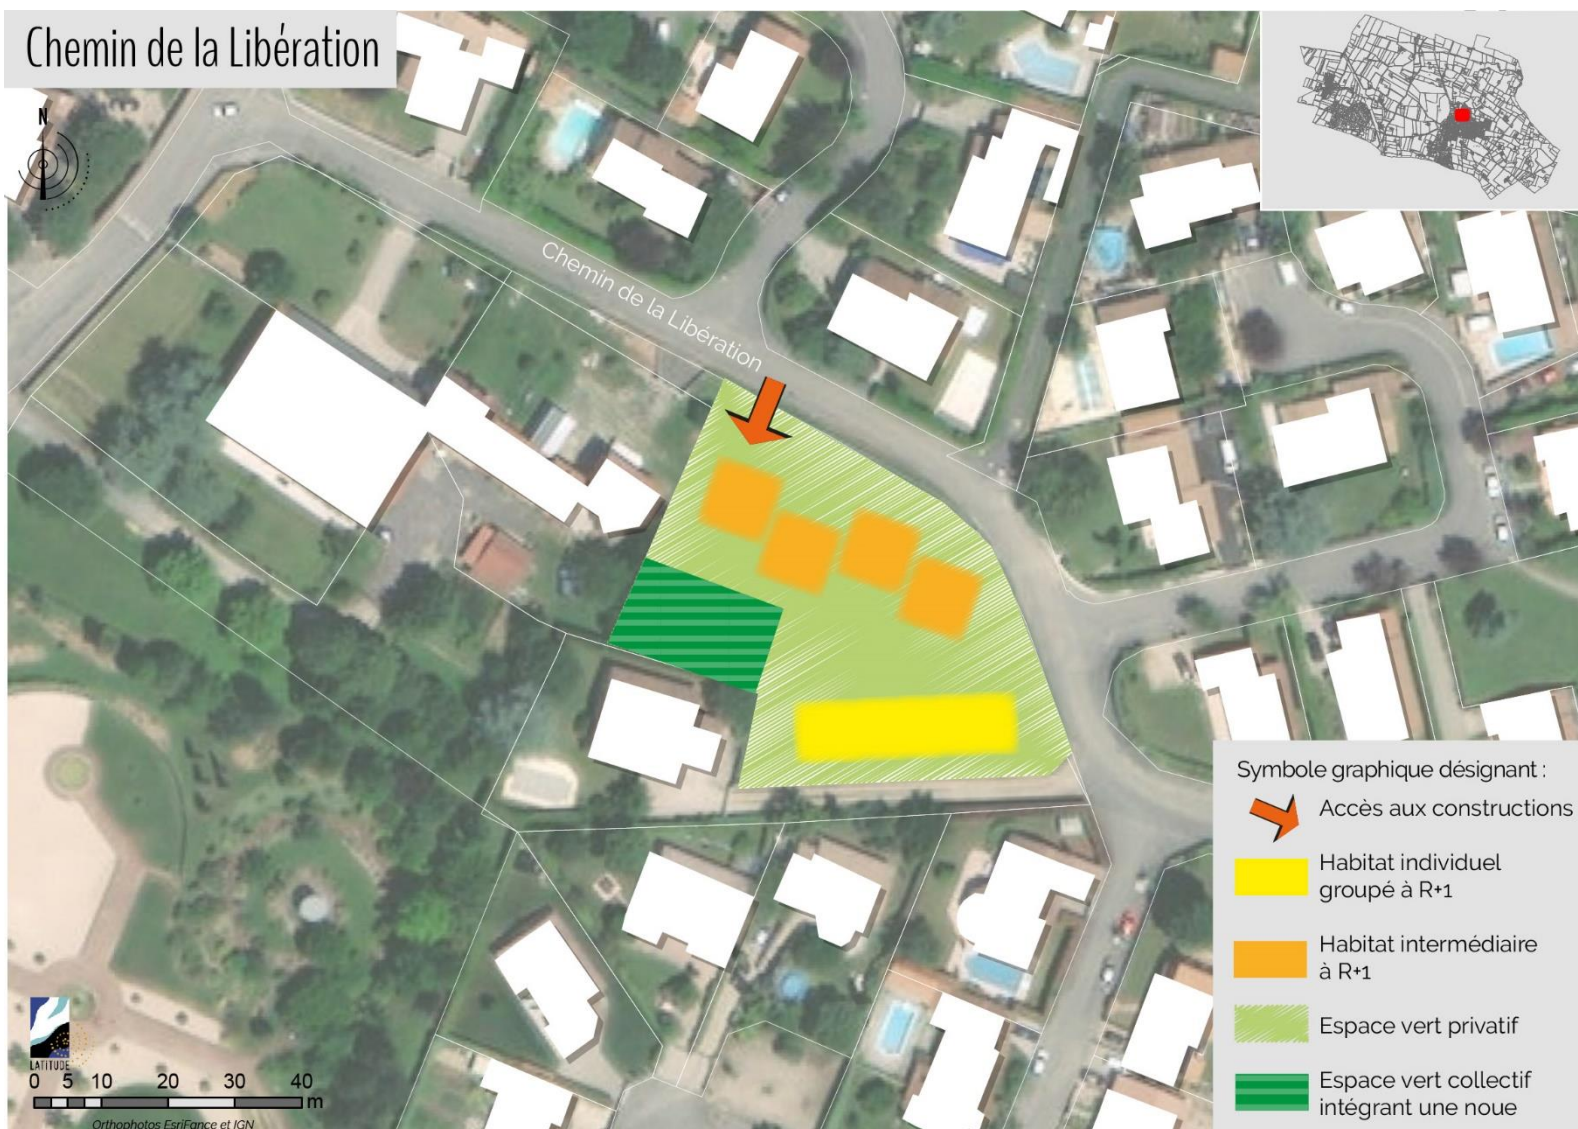 Chemin de la Libération
N
Chemin de la Libération
Symbole graphique désignant :
Accès aux constructions
Habitat individuel
groupé à R+1
Habitat intermédiaire
à R+1
Espace vert privatif
Espace vert collectif
intégrant une noue
LATITUDE
0 5 10 20 30 40
m
Orthophotos EsriFance et IGN